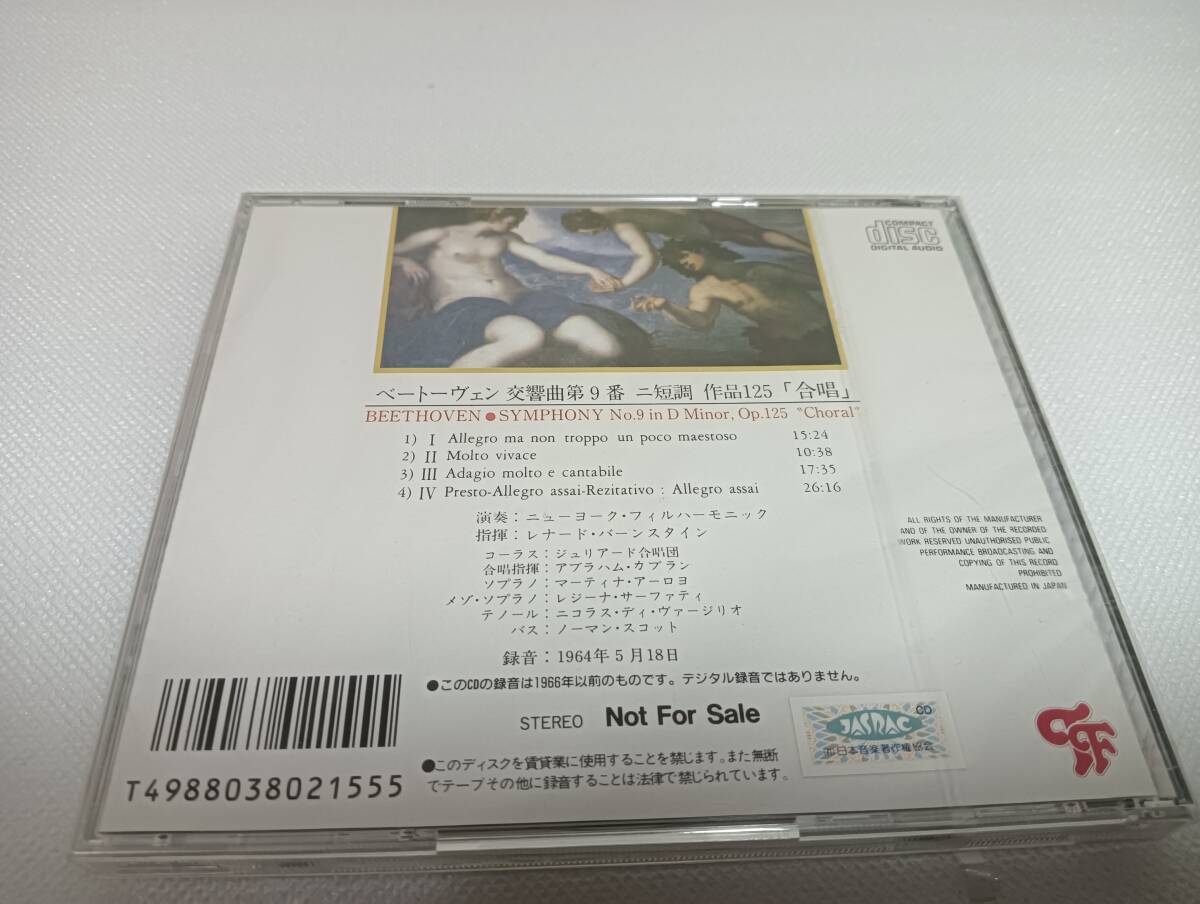 COMPACT
disc
DIGITAL AUDIO
ベートーヴェン 交響曲第9番 ニ短調 作品125「合唱」
BEETHOVEN●SYMPHONY No.9 in D Minor, Op.125 "Choral"
1) I Allegro ma non troppo un poco maestoso 15:24
2) II Molto vivace 10:38
3) III Adagio molto e cantabile 17:35
4) IV Presto-Allegro assai-Rezitativo : Allegro assai 26:16
演奏：ニューヨーク・フィルハーモニック
指揮：レナード・バーンスタイン
コーラス：ジュリアード合唱団
合唱指揮：アブラハム・カプラン
ソプラノ：マーティナ・アーロヨ
メゾ・ソプラノ：レジーナ・サーファティ
テノール：ニコラス・ディ・ヴァージリオ
バス：ノーマン・スコット
録音：1964年5月18日
●このCDの録音は1966年以前のものです。デジタル録音ではありません。
STEREO Not For Sale
●このディスクを賃貸業に使用することを禁じます。また無断
でテープその他に録音することは法律で禁じられています。
T4988038021555
CD
JASRAC
㈳日本音楽著作権協会
ALL RIGHTS OF THE MANUFACTURER
AND OF THE OWNER OF THE RECORDED
WORK RESERVED UNAUTHORISED PUBLIC
PERFORMANCE BROADCASTING AND
COPYING OF THIS RECORD
PROHIBITED
MANUFACTURED IN JAPAN